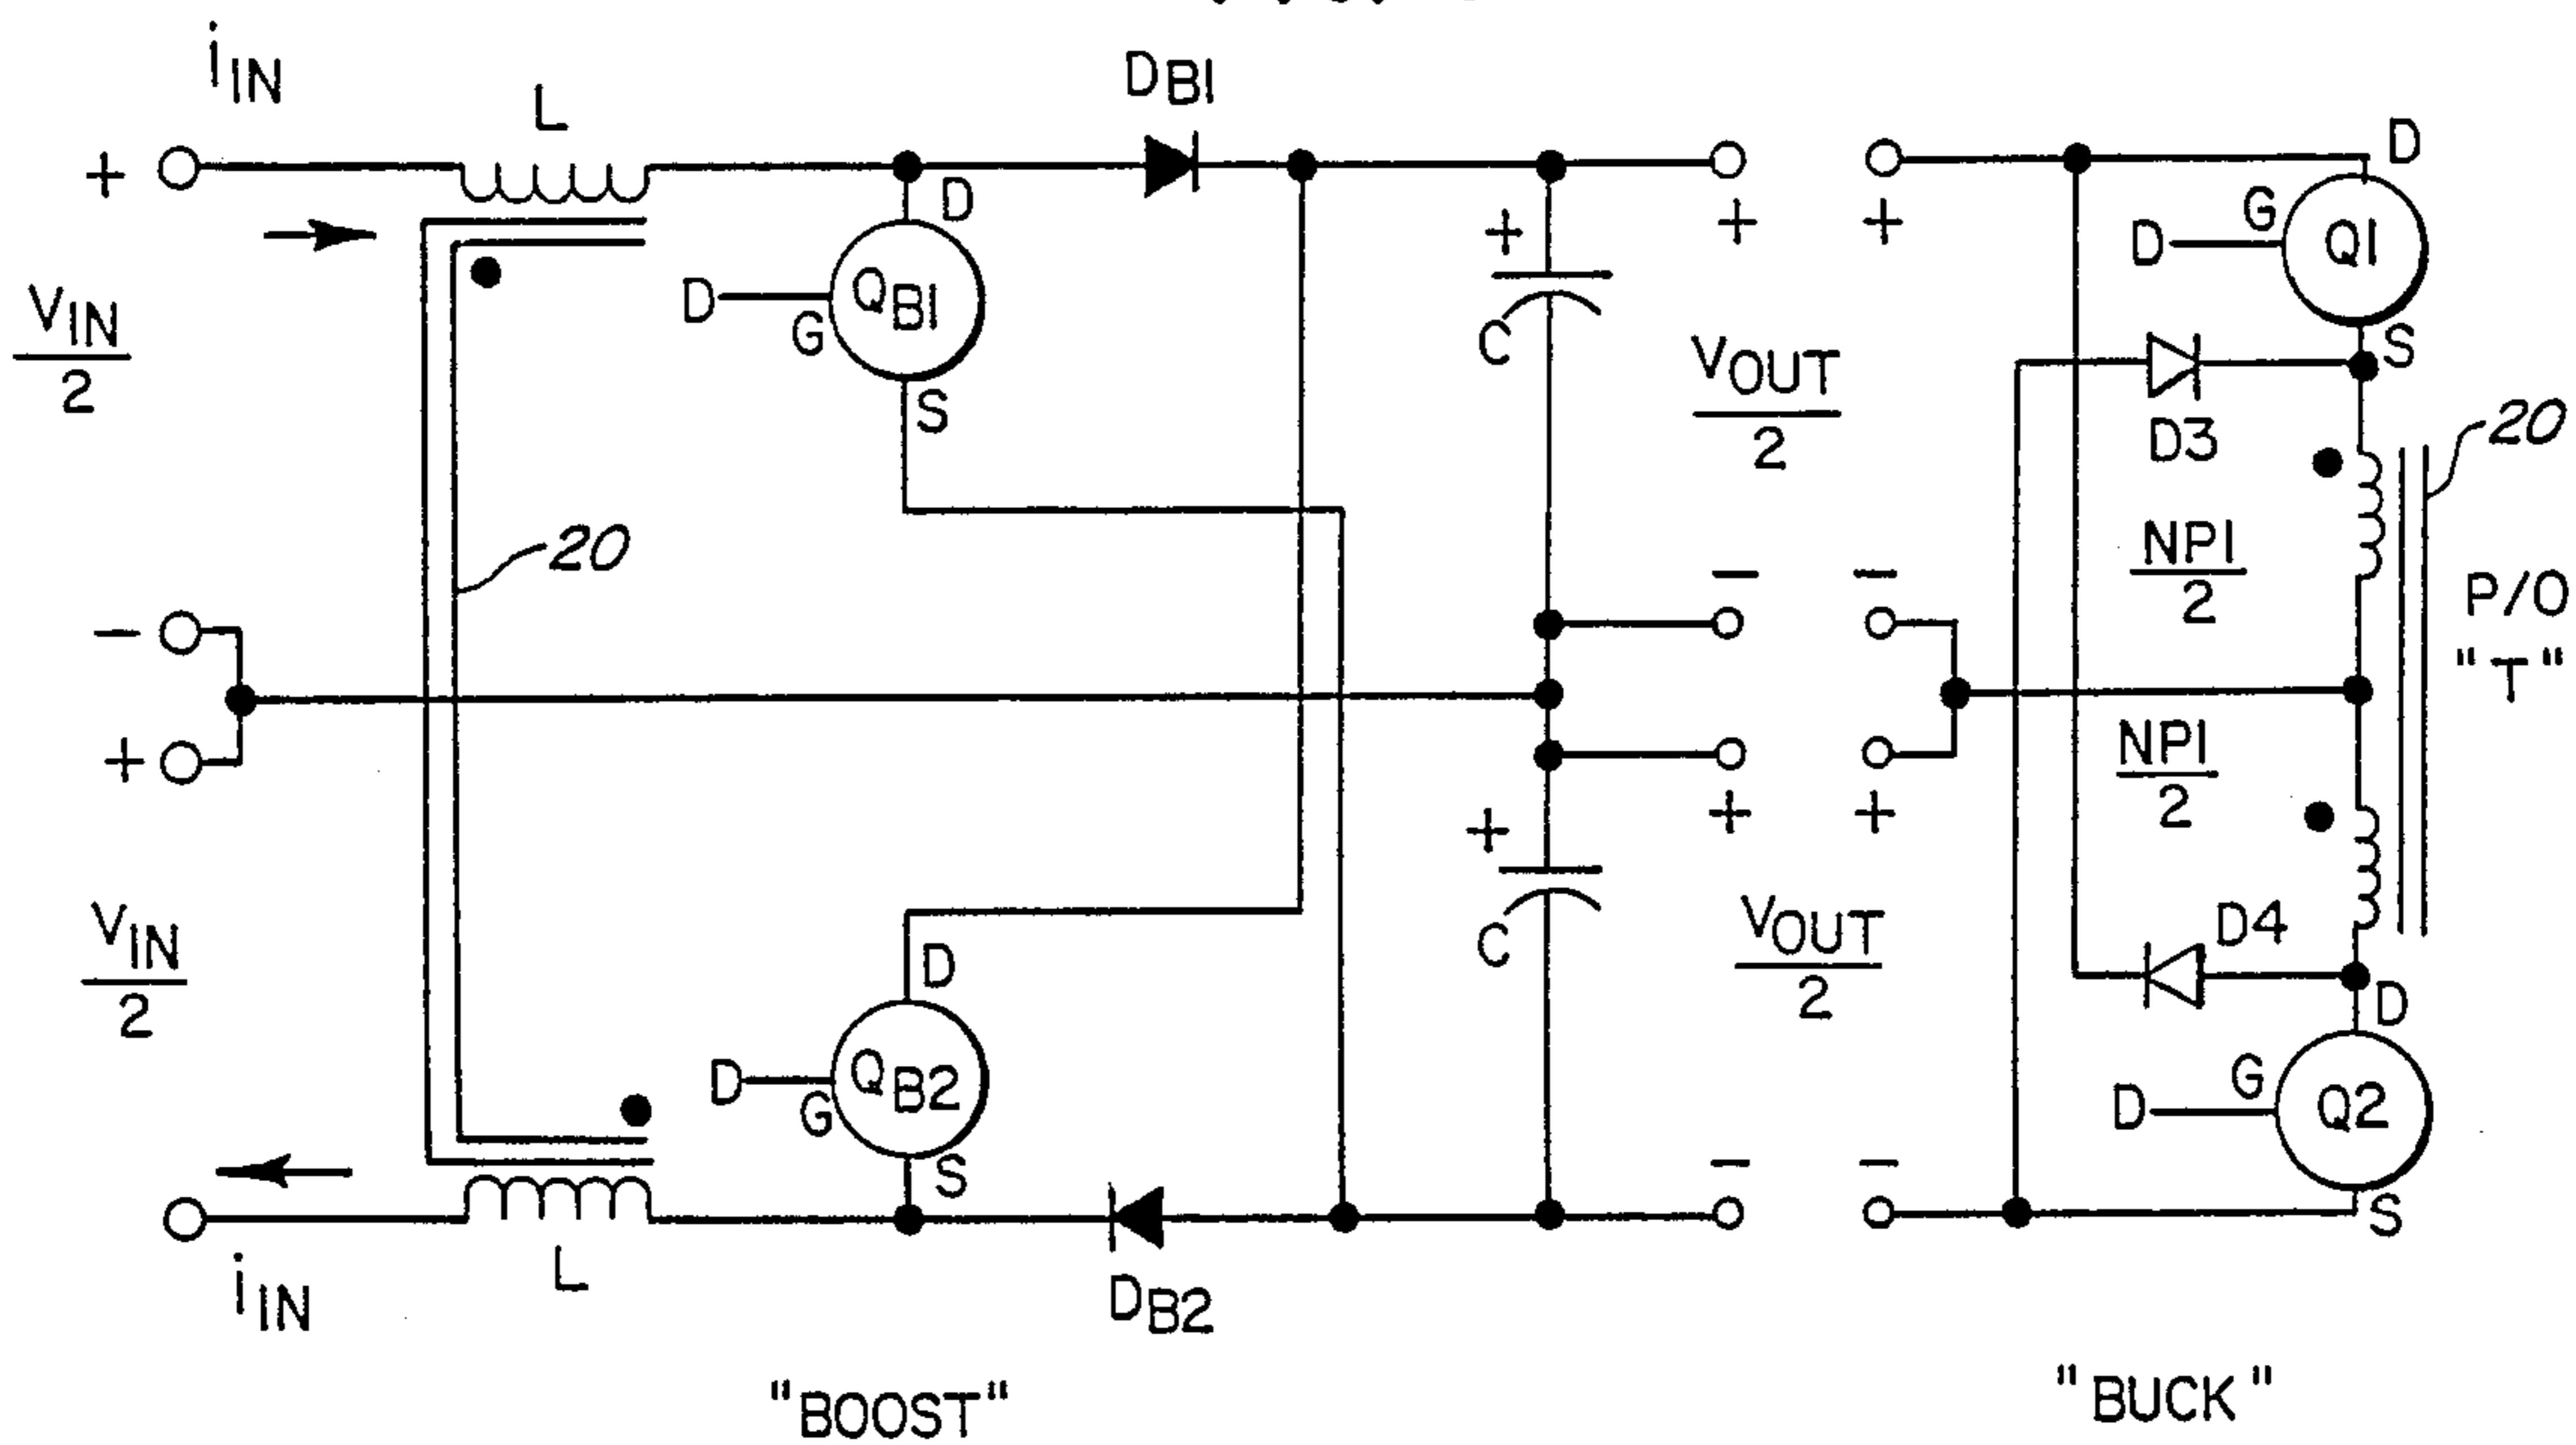 iIN
L
DB1
+
D
D
G
QB1
S
VIN
2
20
−
+
VIN
2
D
D
G
QB2
S
iIN
L
DB2
"BOOST"
+
C
+
C
+
−
+
−
VOUT
2
VOUT
2
+
−
+
−
D
G
D
Q1
S
D3
20
NP1
2
P/O
"T"
NP1
2
D4
D
G
D
Q2
S
"BUCK"